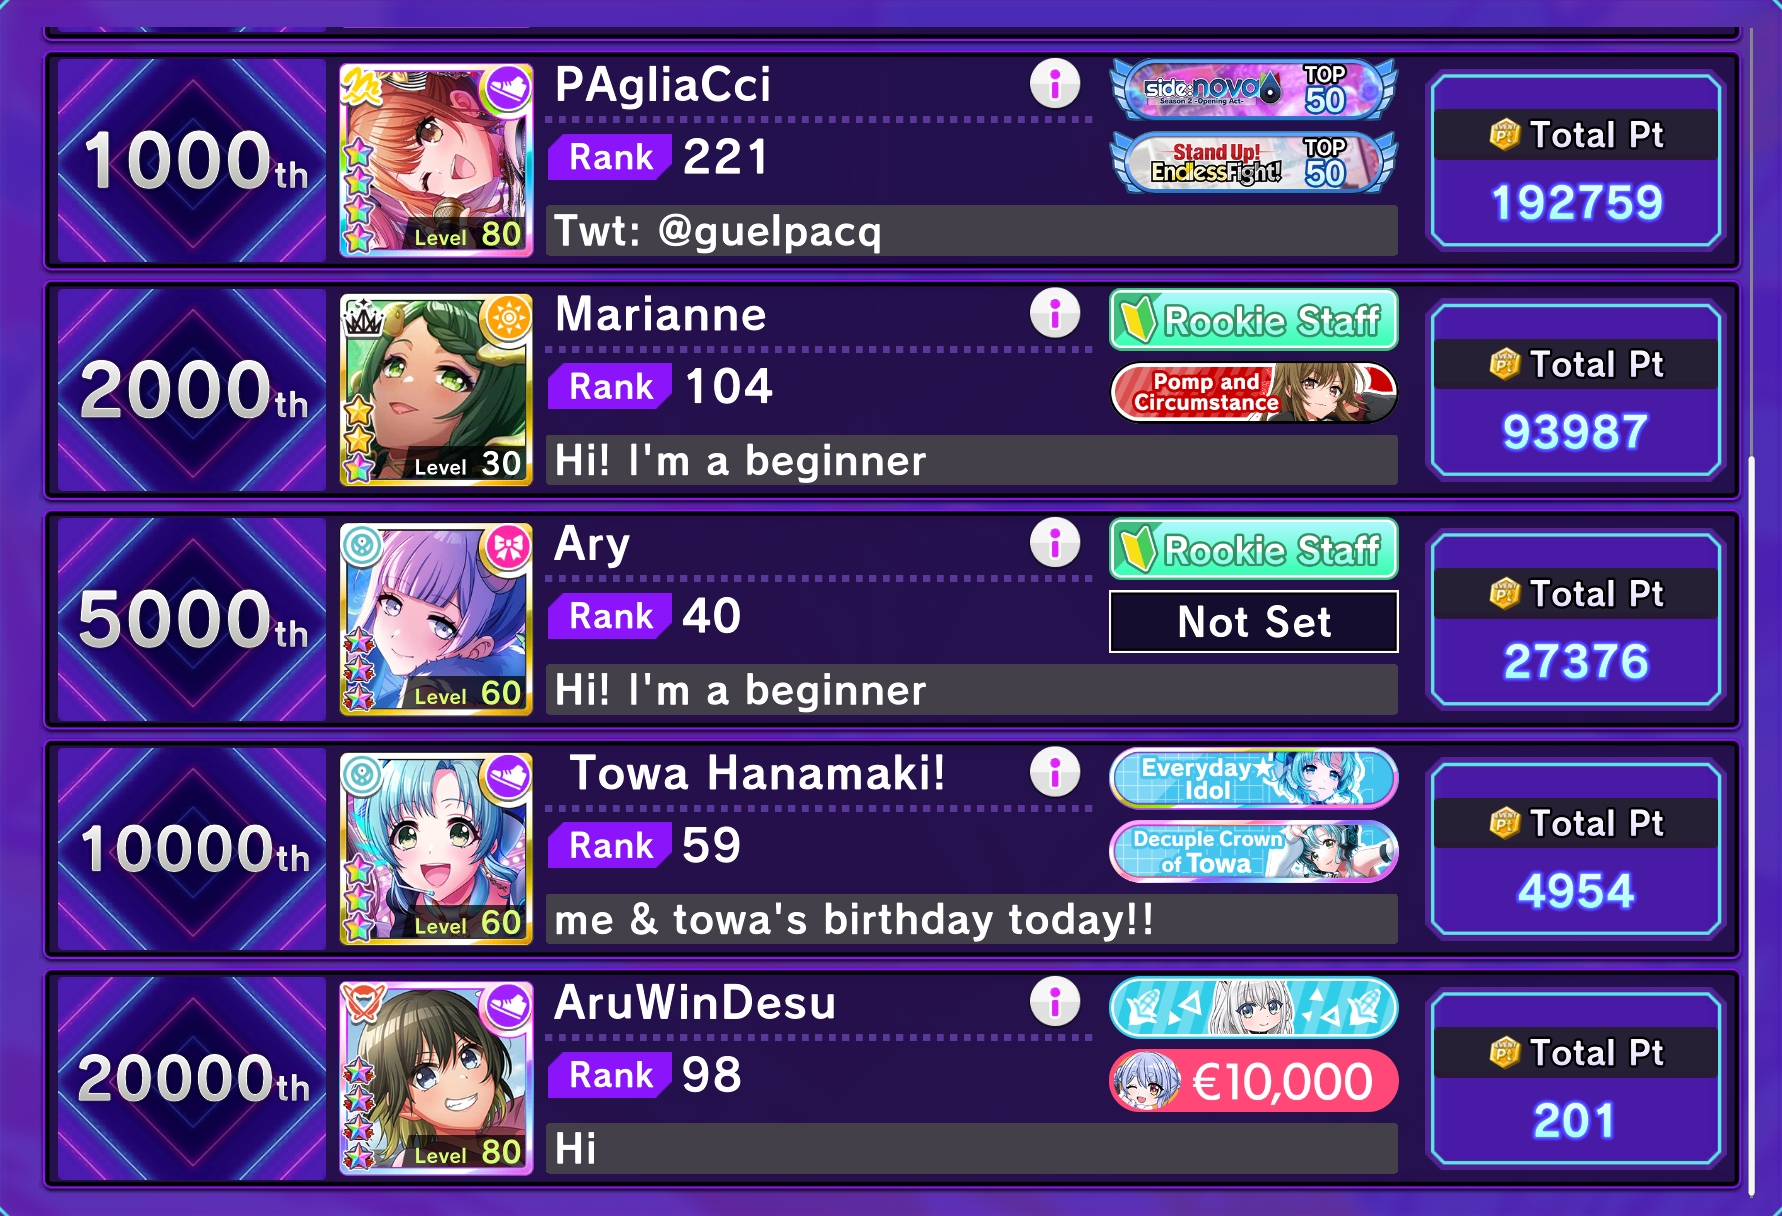 1000th
PAgliaCci
Rank 221
Twt: @guelpacq
Level 80
side:nova
Season 2 -Opening Act-
TOP
50
Stand Up!
EndlessFight!
TOP
50
Total Pt
192759
2000th
Marianne
Rank 104
Hi! I'm a beginner
Level 30
Rookie Staff
Pomp and
Circumstance
Total Pt
93987
5000th
Ary
Rank 40
Hi! I'm a beginner
Level 60
Rookie Staff
Not Set
Total Pt
27376
10000th
Towa Hanamaki!
Rank 59
me & towa's birthday today!!
Level 60
Everyday★
Idol
Decuple Crown
of Towa
Total Pt
4954
20000th
AruWinDesu
Rank 98
Hi
Level 80
€10,000
Total Pt
201